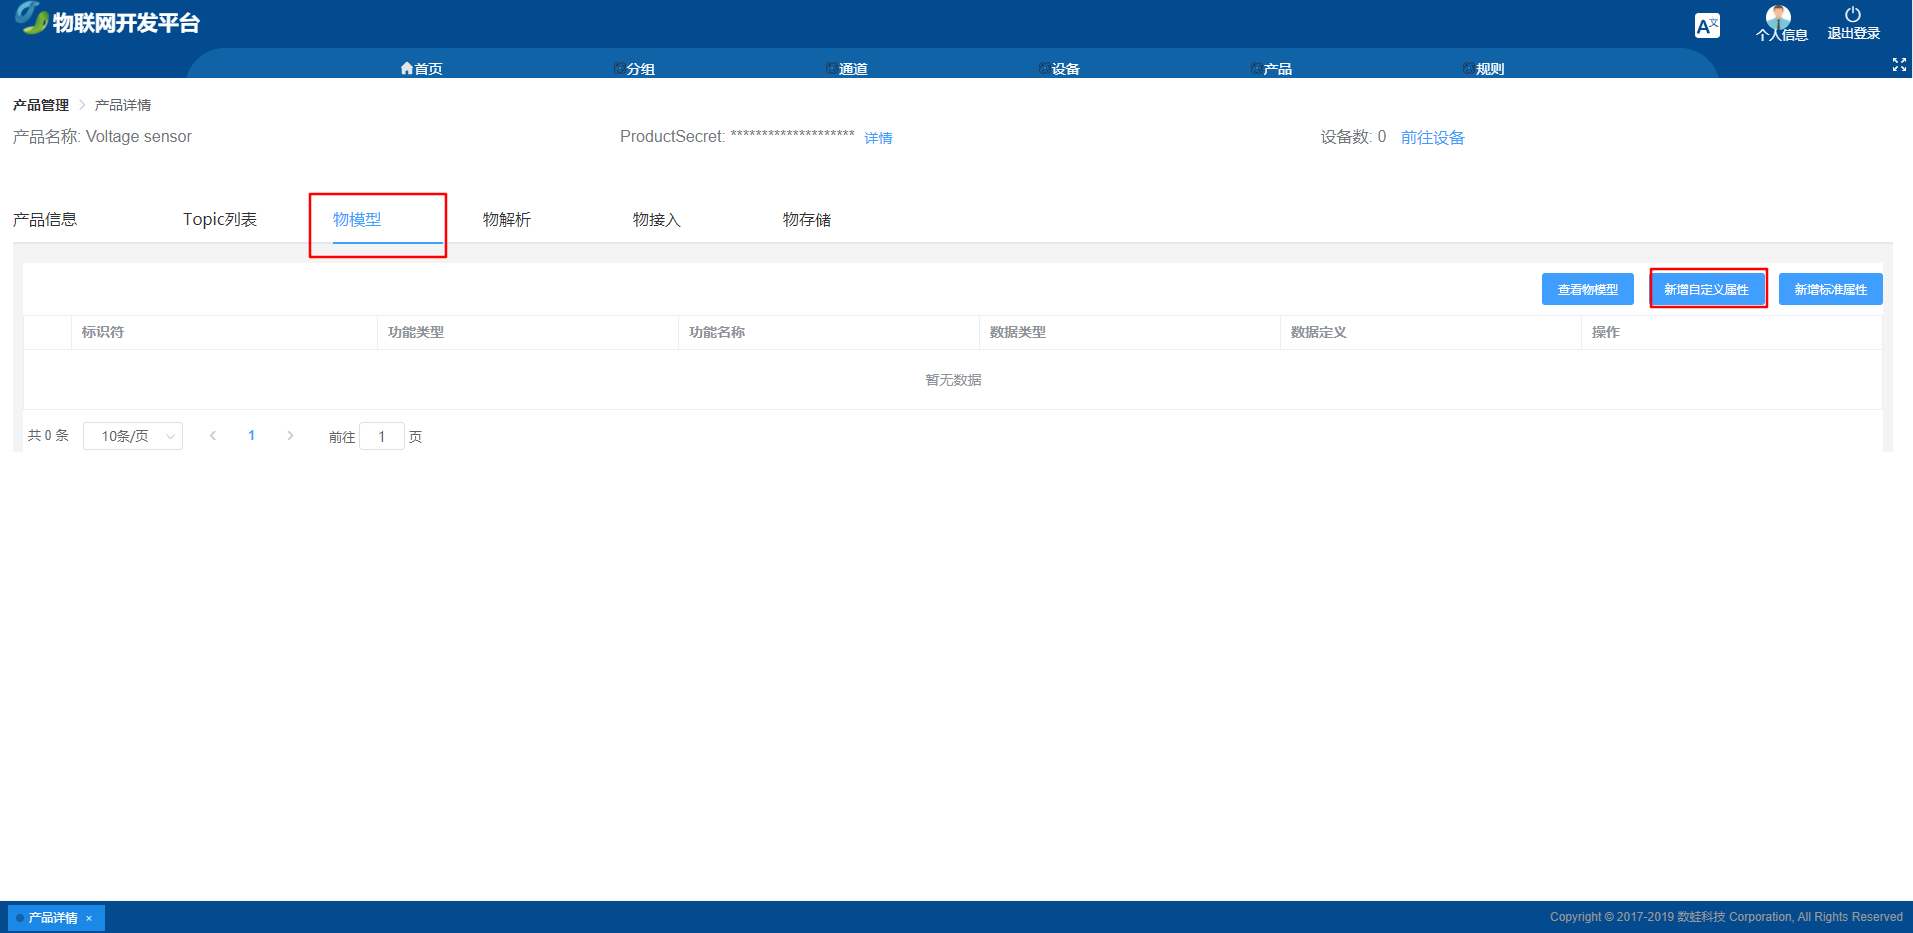 物联网开发平台
个人信息
退出登录
首页
分组
通道
设备
产品
规则
产品管理 > 产品详情
产品名称: Voltage sensor
ProductSecret: ******************** 详情
设备数: 0 前往设备
产品信息
Topic列表
物模型
物解析
物接入
物存储
查看物模型
新增自定义属性
新增标准属性
标识符
功能类型
功能名称
数据类型
数据定义
操作
暂无数据
共 0 条
10条/页
1
前往 1 页
产品详情 ×
Copyright © 2017-2019 数蛙科技 Corporation, All Rights Reserved